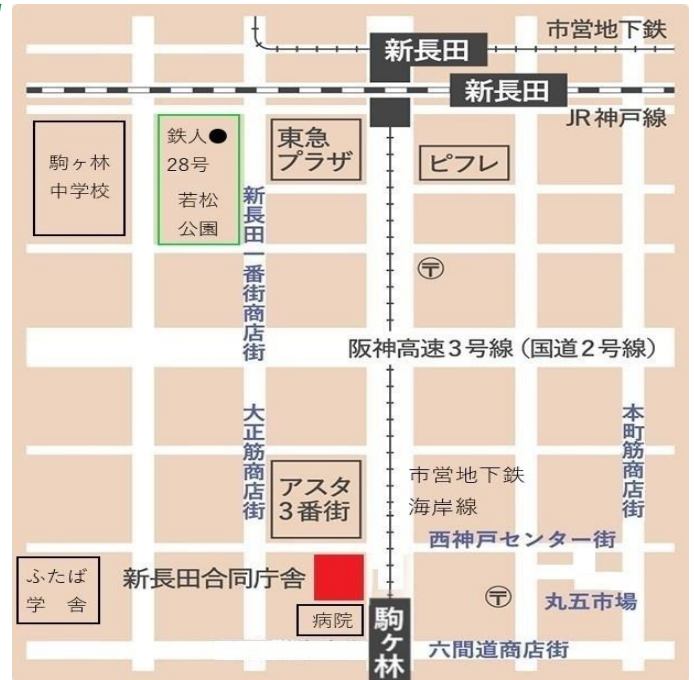 市営地下鉄
新長田
新長田
JR神戸線
駒ヶ林
中学校
鉄人●
28号
若松
公園
東急
プラザ
ピフレ
新長田一番街商店街
〒
阪神高速3号線(国道2号線)
大正筋商店街
本町筋商店街
アスタ
3番街
市営地下鉄
海岸線
西神戸センター街
ふたば
学 舎
新長田合同庁舎
病院
〒
丸五市場
駒ヶ林
六間道商店街